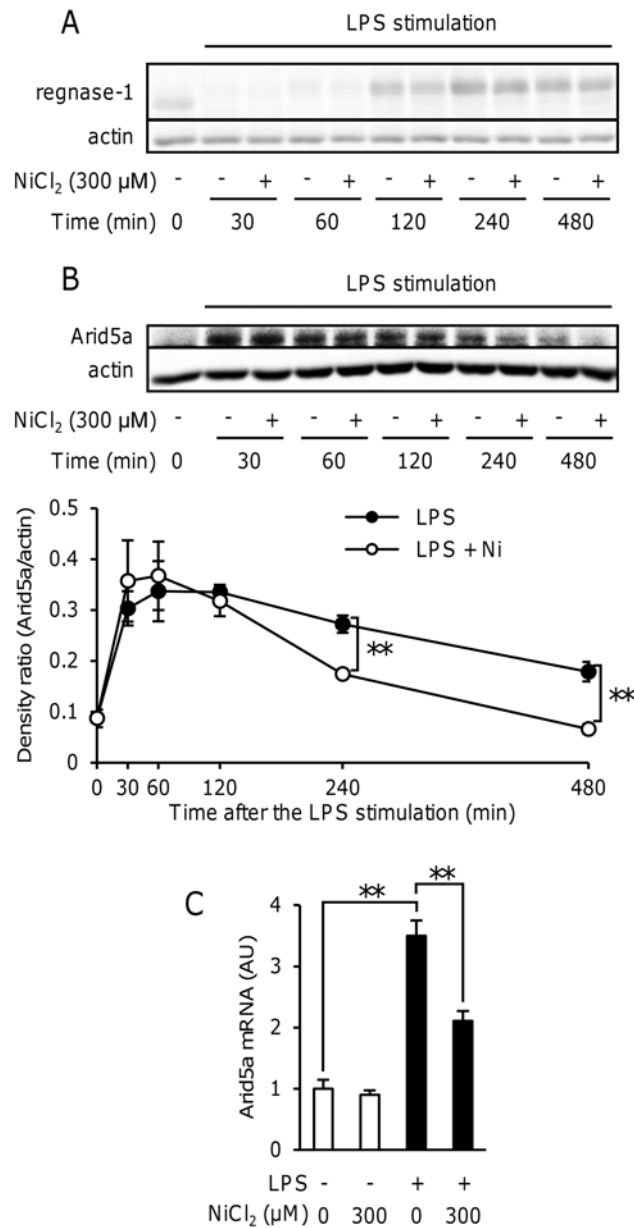 A
LPS stimulation
regnase-1
actin
NiCl₂ (300 µM) - - + - + - + - + - +
Time (min) 0 30 60 120 240 480
B
LPS stimulation
Arid5a
actin
NiCl₂ (300 µM) - - + - + - + - + - +
Time (min) 0 30 60 120 240 480
Density ratio (Arid5a/actin)
0.5
0.4
0.3
0.2
0.1
0
LPS
LPS + Ni
**
**
0 30 60 120 240 480
Time after the LPS stimulation (min)
C
Arid5a mRNA (AU)
4
3
2
1
0
**
**
LPS - - + +
NiCl₂ (µM) 0 300 0 300